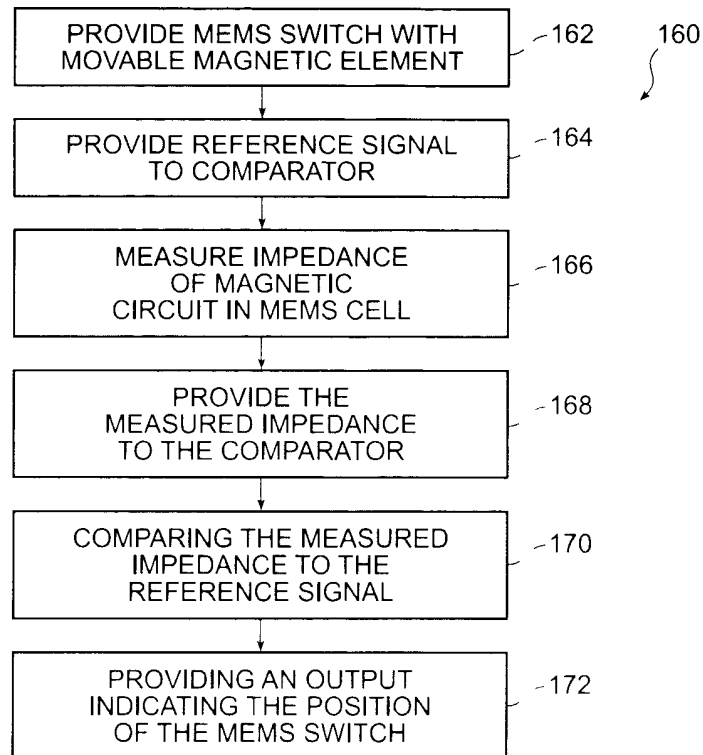 PROVIDE MEMS SWITCH WITH
MOVABLE MAGNETIC ELEMENT
162
160
PROVIDE REFERENCE SIGNAL
TO COMPARATOR
164
MEASURE IMPEDANCE
OF MAGNETIC
CIRCUIT IN MEMS CELL
166
PROVIDE THE
MEASURED IMPEDANCE
TO THE COMPARATOR
168
COMPARING THE MEASURED
IMPEDANCE TO THE
REFERENCE SIGNAL
170
PROVIDING AN OUTPUT
INDICATING THE POSITION
OF THE MEMS SWITCH
172